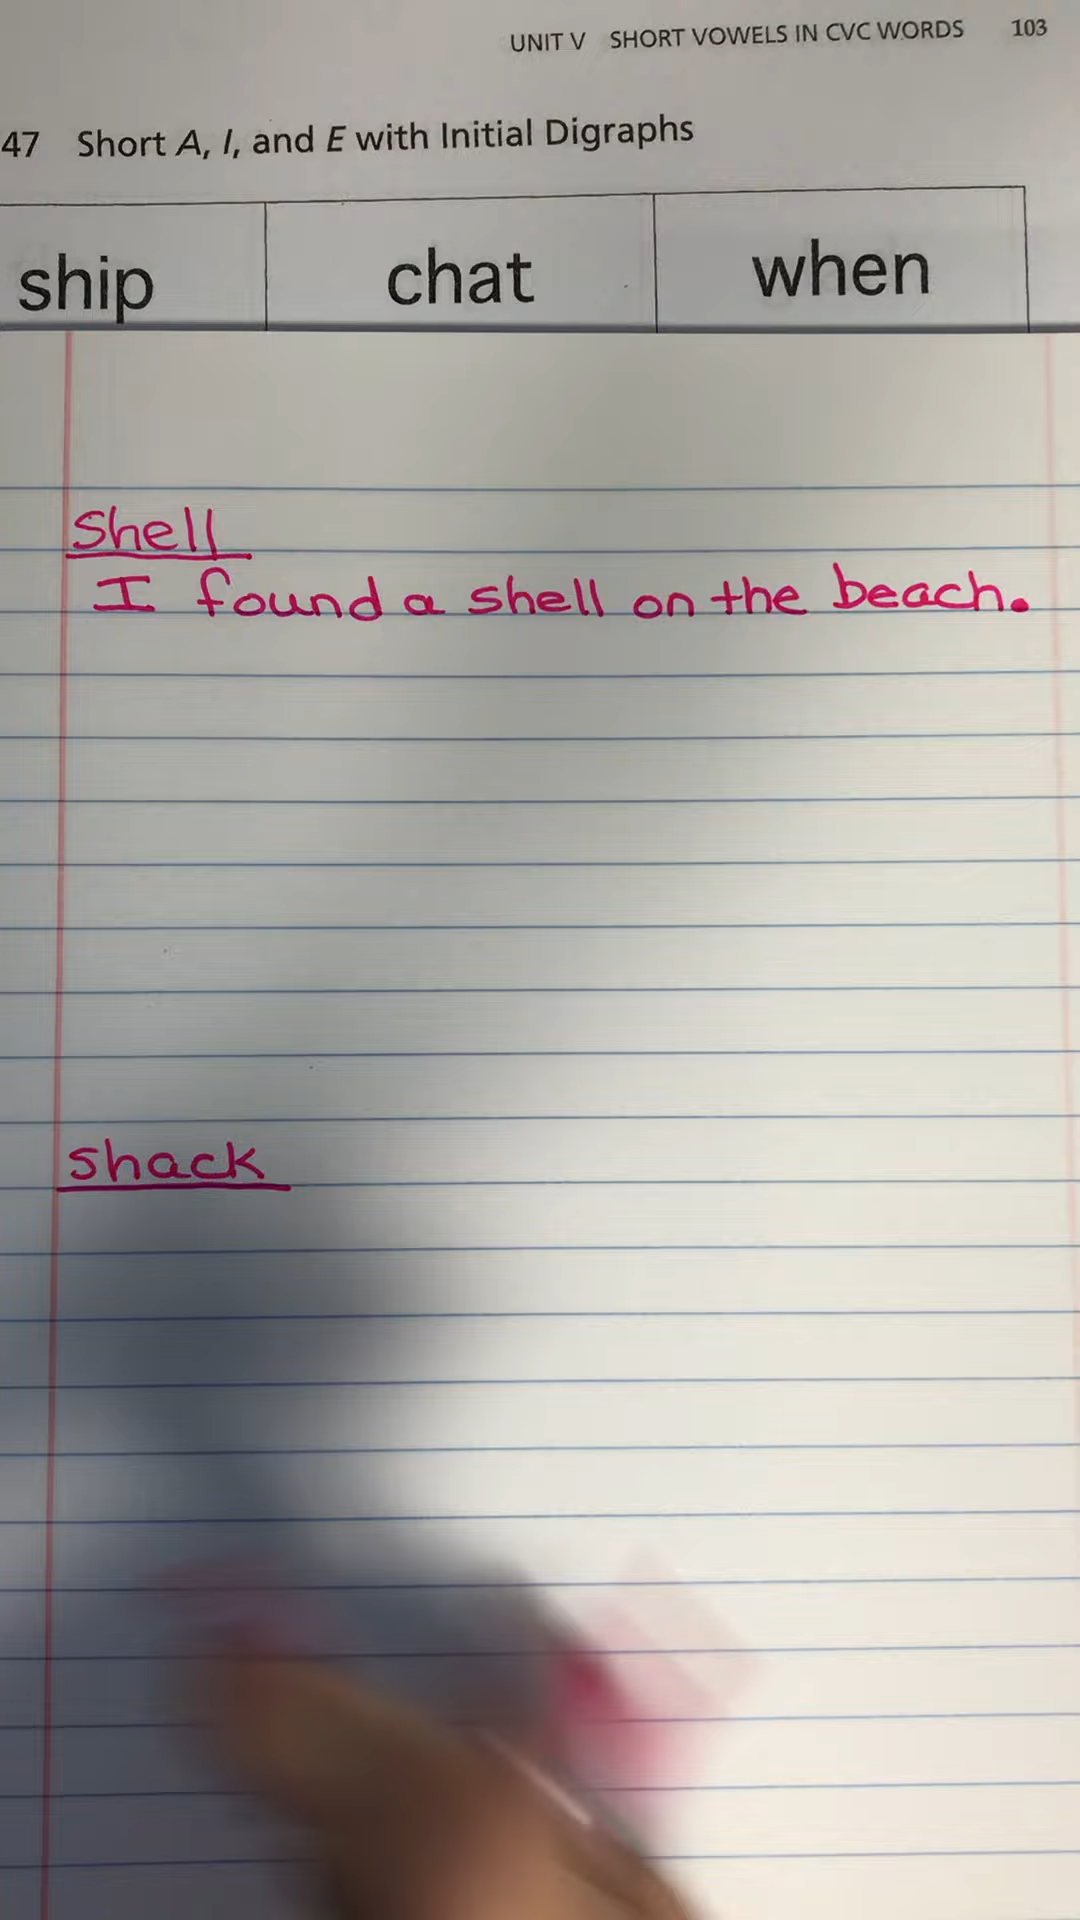 UNIT V SHORT VOWELS IN CVC WORDS 103
47 Short A, I, and E with Initial Digraphs
ship chat when
Shell
I found a shell on the beach.
shack